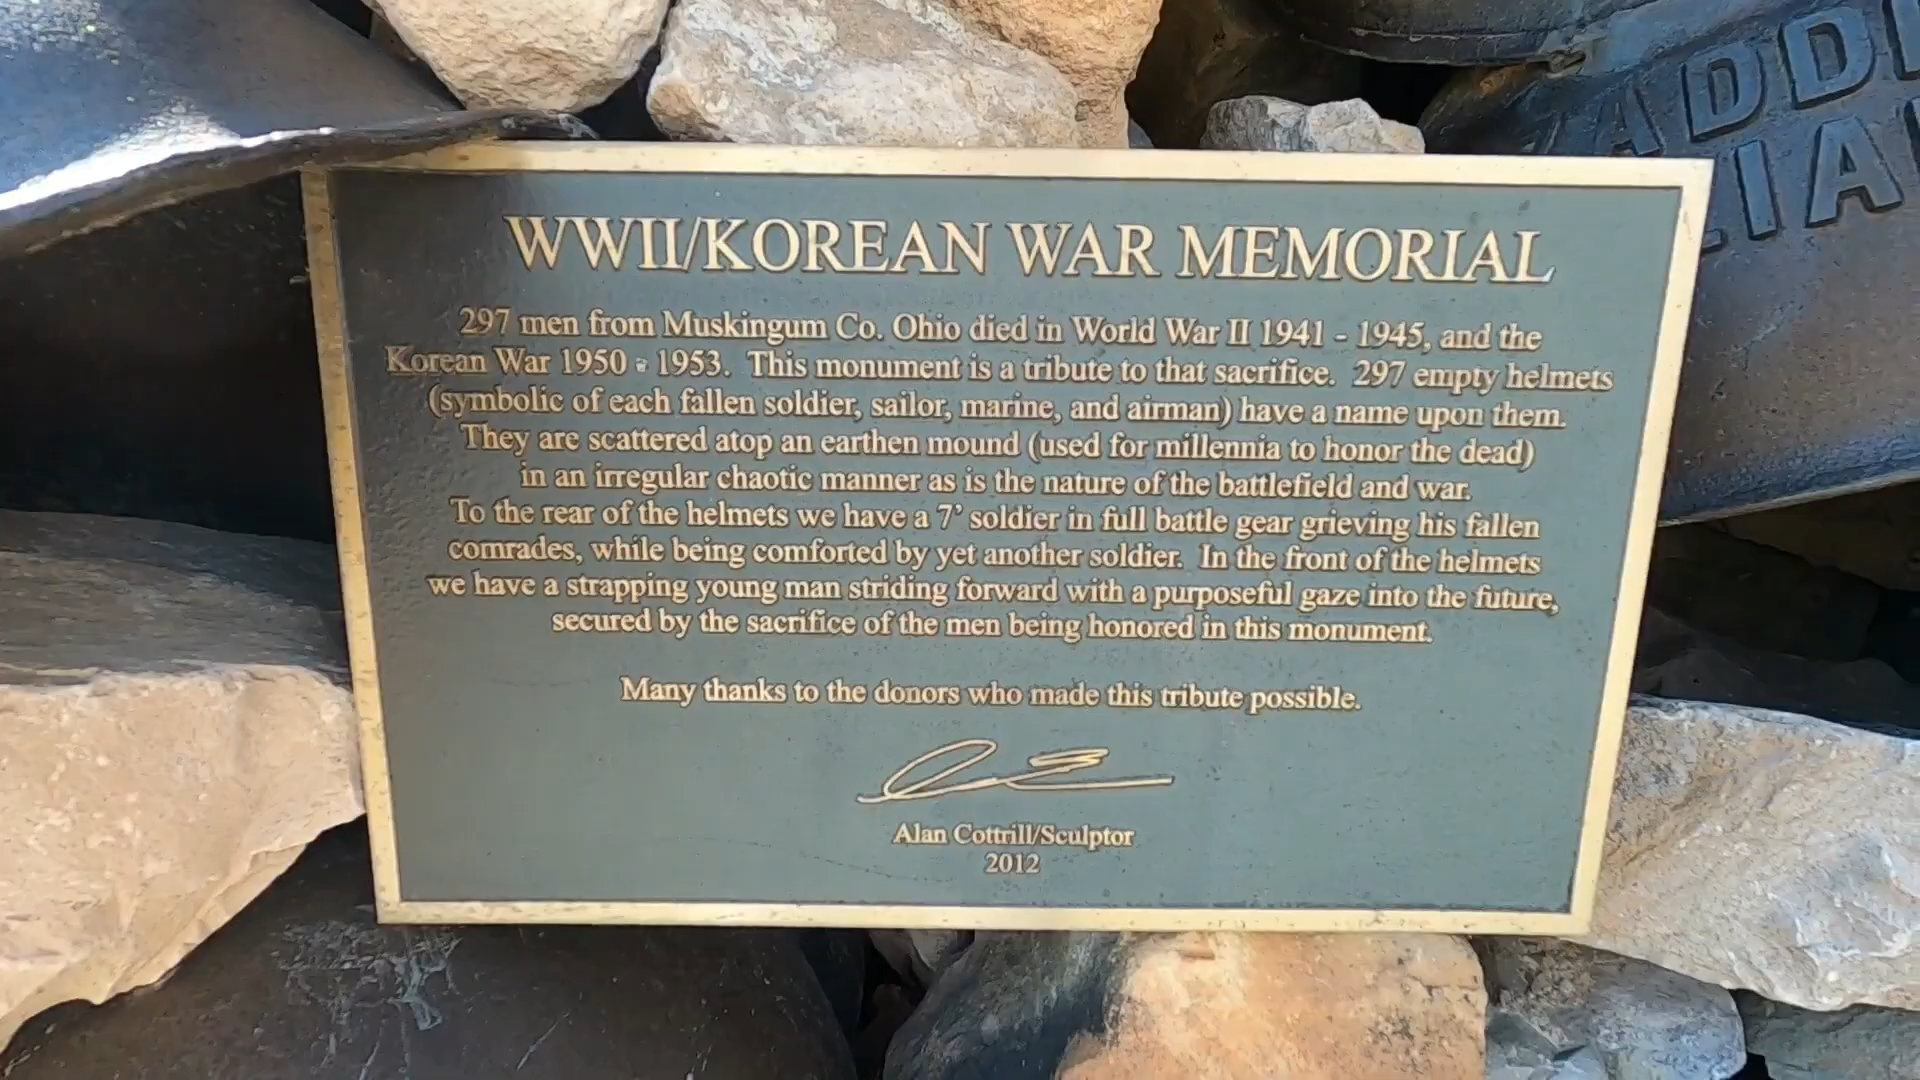 WWII/KOREAN WAR MEMORIAL
297 men from Muskingum Co. Ohio died in World War II 1941 - 1945, and the
Korean War 1950 - 1953. This monument is a tribute to that sacrifice. 297 empty helmets
(symbolic of each fallen soldier, sailor, marine, and airman) have a name upon them.
They are scattered atop an earthen mound (used for millennia to honor the dead)
in an irregular chaotic manner as is the nature of the battlefield and war.
To the rear of the helmets we have a 7' soldier in full battle gear grieving his fallen
comrades, while being comforted by yet another soldier. In the front of the helmets
we have a strapping young man striding forward with a purposeful gaze into the future,
secured by the sacrifice of the men being honored in this monument.
Many thanks to the donors who made this tribute possible.
Alan Cottrill/Sculptor
2012